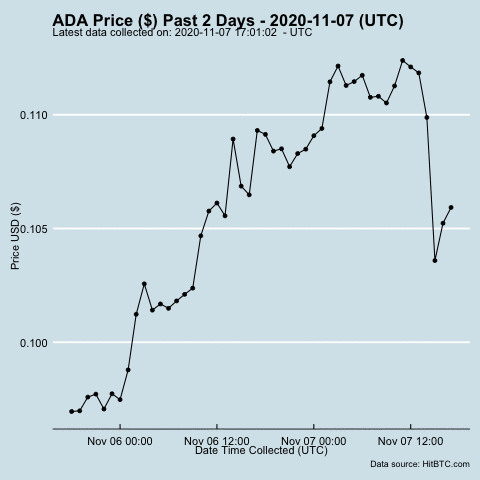 ADA Price ($) Past 2 Days - 2020-11-07 (UTC)
Latest data collected on: 2020-11-07 17:01:02 - UTC
0.110
0.105
0.100
Price USD ($)
Nov 06 00:00 Nov 06 12:00 Nov 07 00:00 Nov 07 12:00
Date Time Collected (UTC)
Data source: HitBTC.com